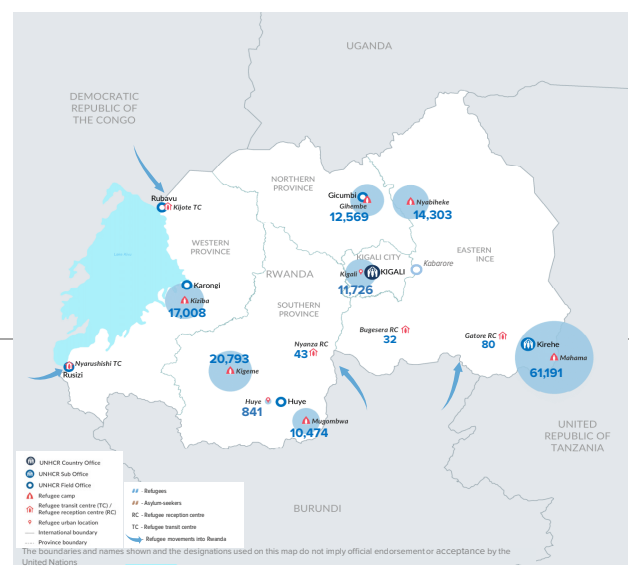 UGANDA
DEMOCRATIC
REPUBLIC OF
THE CONGO
NORTHERN
PROVINCE
Rubavu
Kijote TC
Gicumbi
Gihembe
12,569
Nyabiheke
14,303
WESTERN
PROVINCE
EASTERN
INCE
KIGALI CITY
Kigali
KIGALI
Kabarore
11,726
RWANDA
Karongi
Kiziba
17,008
SOUTHERN
PROVINCE
Bugesera RC
32
Gatore RC
80
Kirehe
Mahama
61,191
Nyanza RC
43
20,793
Kigeme
Nyarushishi TC
Rusizi
Huye
841
Huye
Mugombwa
10,474
UNITED
REPUBLIC OF
TANZANIA
BURUNDI
UNHCR Country Office
UNHCR Sub Office
UNHCR Field Office
Refugee camp
Refugee transit centre (TC) /
Refugee reception centre (RC)
Refugee urban location
International boundary
Province boundary
## - Refugees
## - Asylum-seekers
RC - Refugee reception centre
TC - Refugee transit centre
- Refugee movements into Rwanda
The boundaries and names shown and the designations used on this map do not imply official endorsement or acceptance by the
United Nations